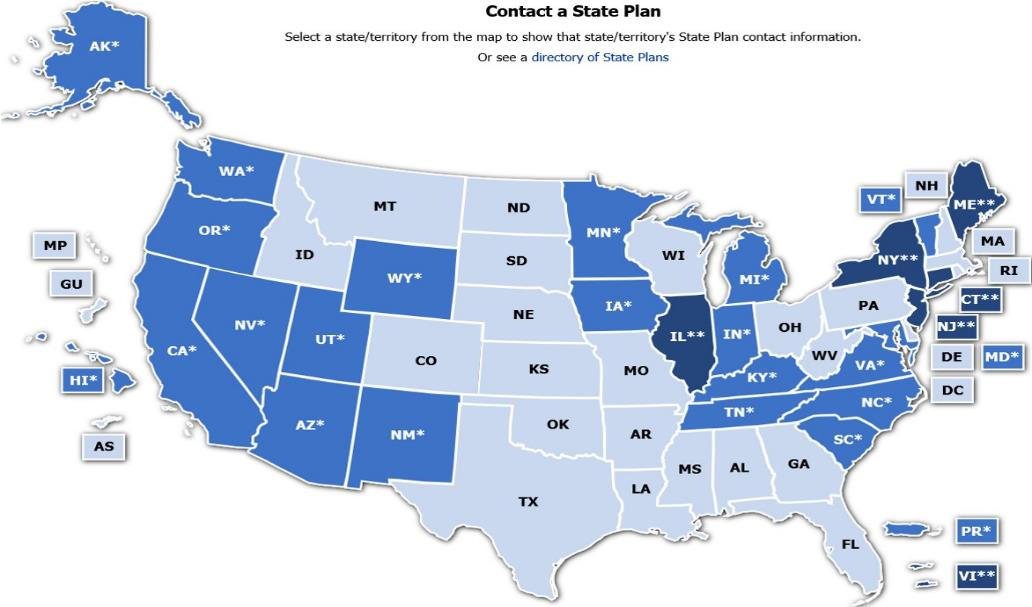 Contact a State Plan
Select a state/territory from the map to show that state/territory's State Plan contact information.
Or see a directory of State Plans
AK*
WA*
OR*
CA*
NV*
ID
MT
WY*
UT*
AZ*
CO
NM*
ND
SD
NE
KS
OK
TX
MN*
IA*
MO
AR
LA
WI
IL**
MI*
IN*
OH
KY*
TN*
MS
AL
GA
FL
WV
VA*
NC*
SC*
PA
NY**
VT*
NH
ME**
MA
RI
CT**
NJ**
DE
MD*
DC
MP
GU
HI*
AS
PR*
VI**